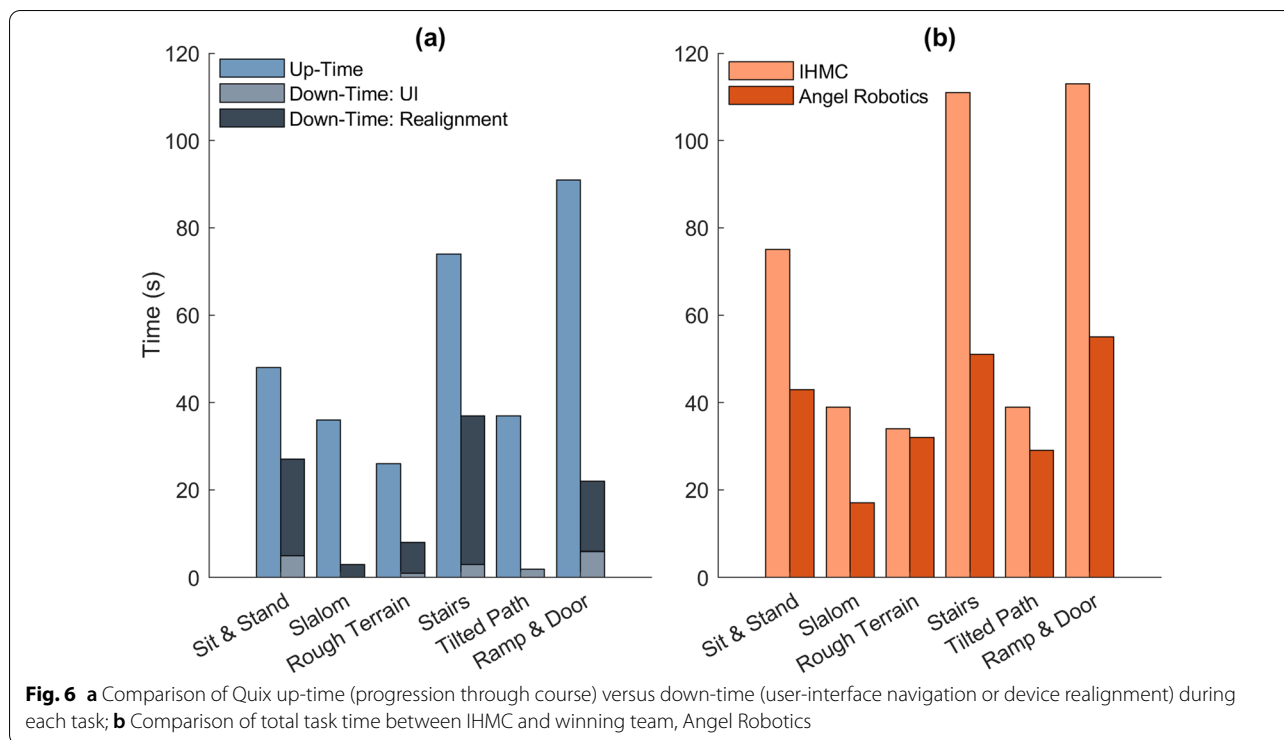 (a)
120
100
80
60
40
20
0
Time (s)
Up-Time
Down-Time: UI
Down-Time: Realignment
Sit & Stand
Slalom
Rough Terrain
Stairs
Tilted Path
Ramp & Door
(b)
120
100
80
60
40
20
0
IHMC
Angel Robotics
Sit & Stand
Slalom
Rough Terrain
Stairs
Tilted Path
Ramp & Door
Fig. 6 a Comparison of Quix up-time (progression through course) versus down-time (user-interface navigation or device realignment) during
each task; b Comparison of total task time between IHMC and winning team, Angel Robotics